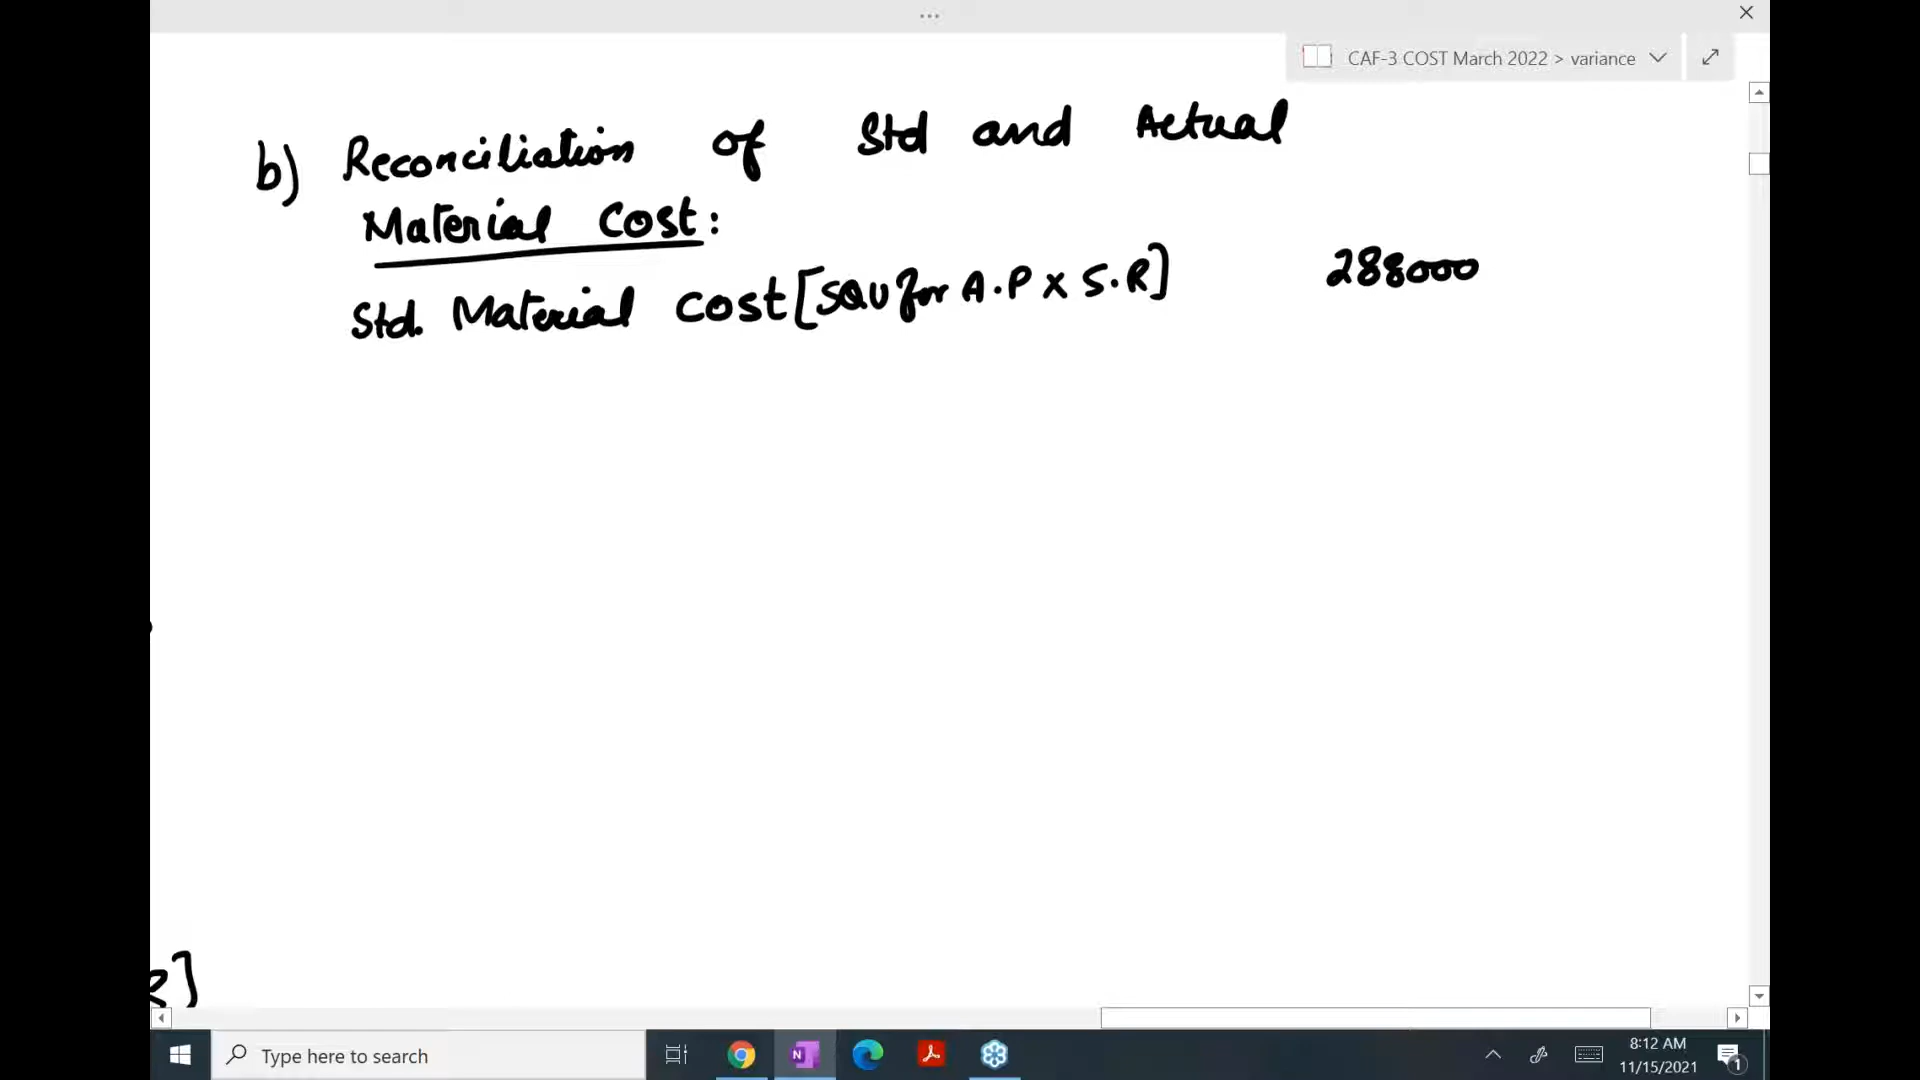 CAF-3 COST March 2022 > variance
b) Reconciliation of Std and Actual
Material Cost:
Std. Material Cost [SQU for A.P x S.R] 288000
R]
Type here to search
8:12 AM
11/15/2021
1